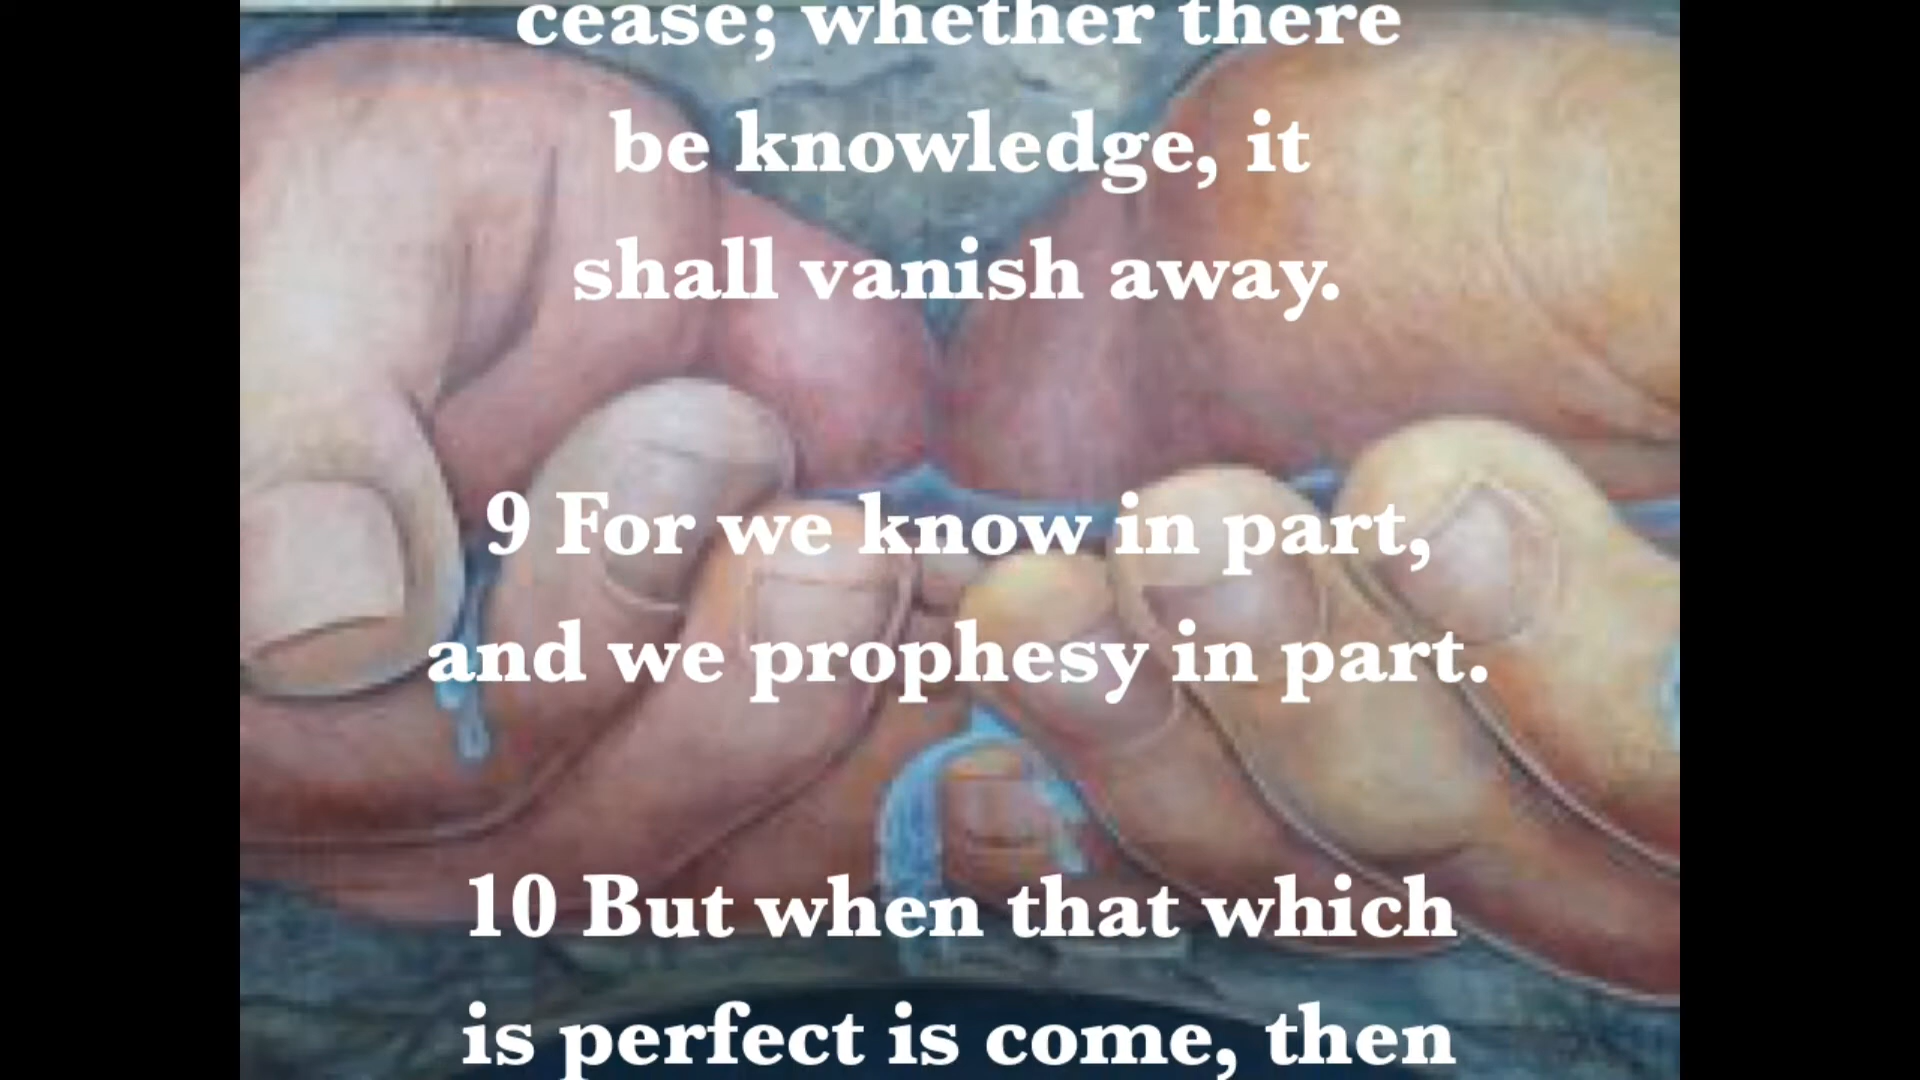 cease; whether there
be knowledge, it
shall vanish away.
9 For we know in part,
and we prophesy in part.
10 But when that which
is perfect is come, then